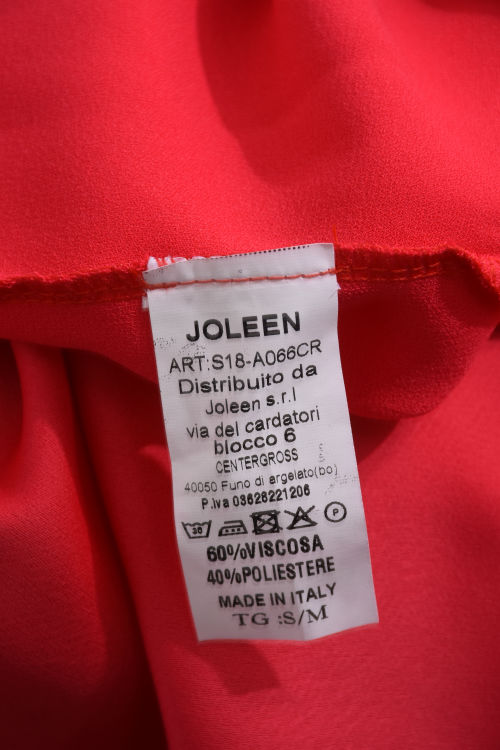 JOLEEN
ART:S18-A066CR
Distribuito da
Joleen s.r.l
via del cardatori
blocco 6
CENTERGROSS
40050 Funo di argelato(bo)
P.iva 03626221206
30 P
60%VISCOSA
40%POLIESTERE
MADE IN ITALY
TG :S/M